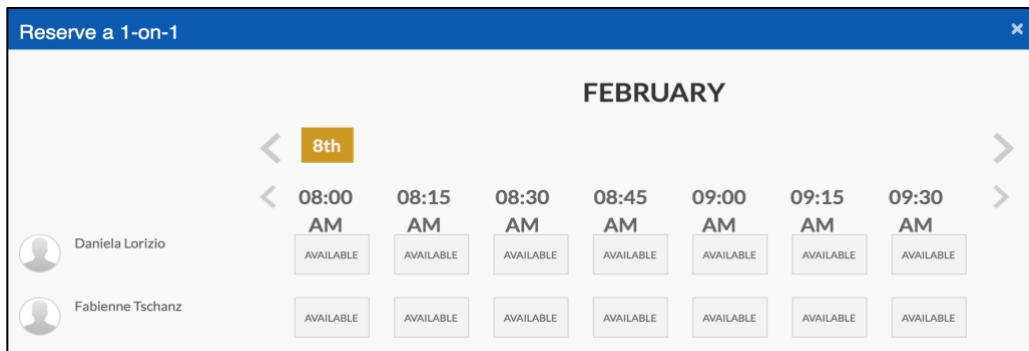 Reserve a 1-on-1 ×
FEBRUARY
8th
08:00 AM 08:15 AM 08:30 AM 08:45 AM 09:00 AM 09:15 AM 09:30 AM
Daniela Lorizio
AVAILABLE AVAILABLE AVAILABLE AVAILABLE AVAILABLE AVAILABLE AVAILABLE
Fabienne Tschanz
AVAILABLE AVAILABLE AVAILABLE AVAILABLE AVAILABLE AVAILABLE AVAILABLE